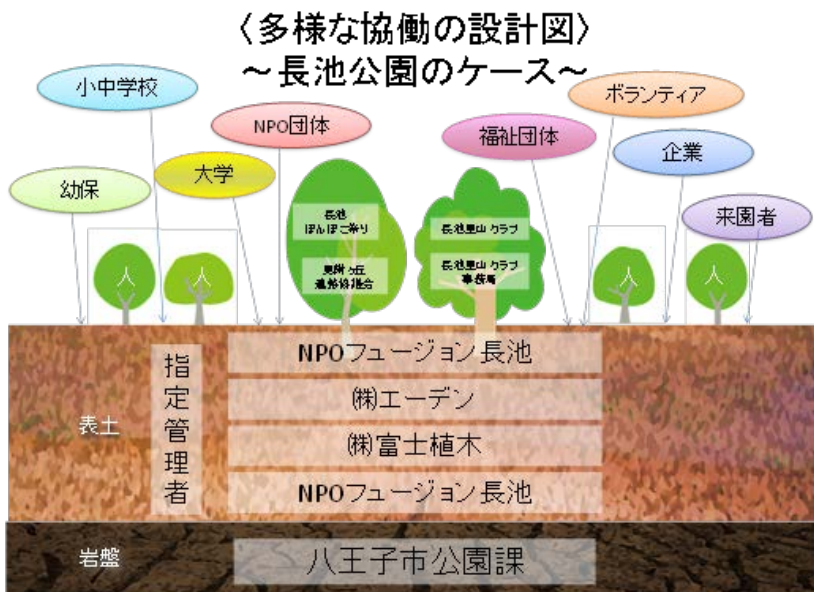 〈多様な協働の設計図〉
～長池公園のケース～
小中学校
ボランティア
NPO団体
福祉団体
企業
大学
幼保
来園者
長池
ぽんぽこ祭り
長池里山クラブ
連絡協議会
長池里山クラブ
事務局
人
人
人
人
指定管理者
NPOフュージョン長池
㈱エーデン
表土
㈱富士植木
NPOフュージョン長池
岩盤
八王子市公園課